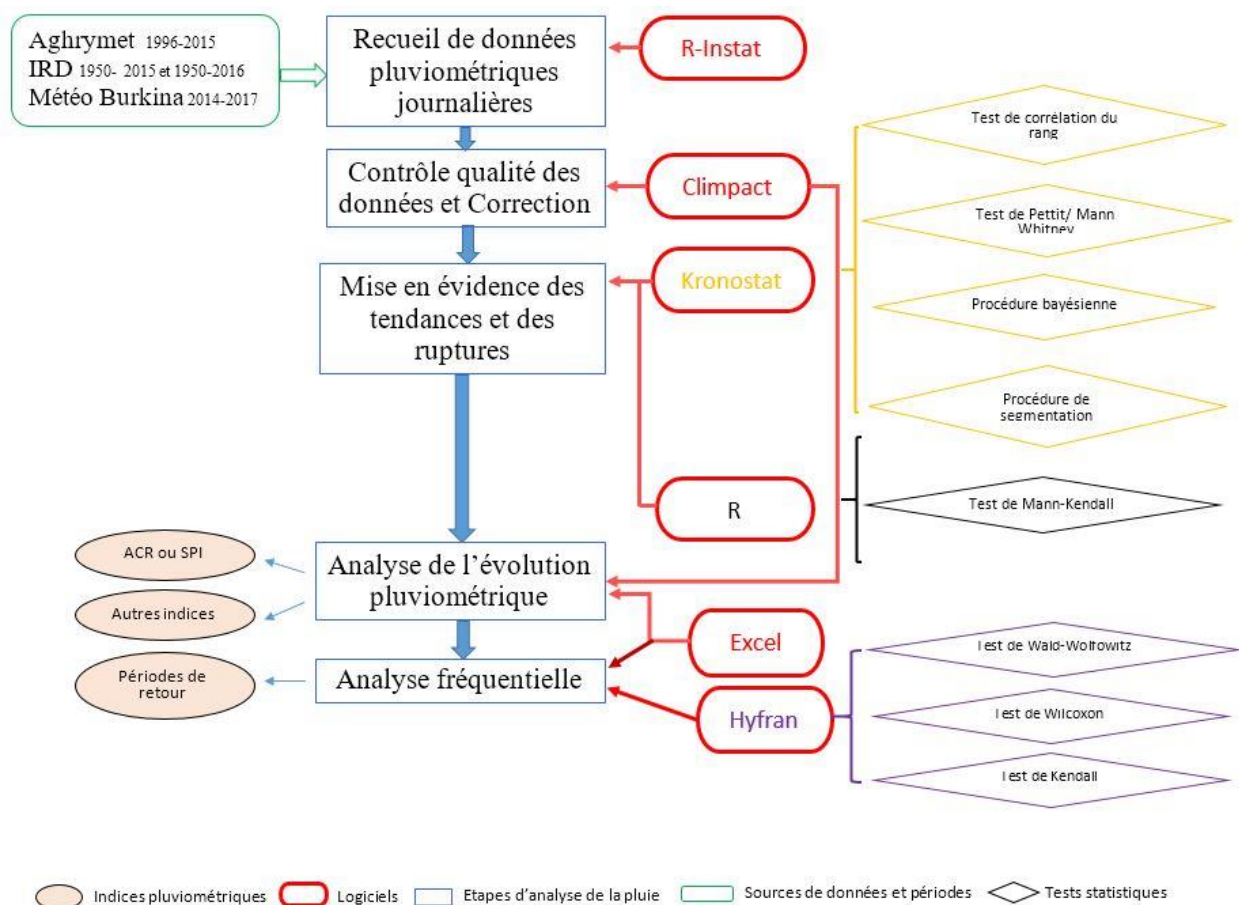 Aghrymet 1996-2015
IRD 1950- 2015 et 1950-2016
Météo Burkina 2014-2017
Recueil de données
pluviométriques
journalières
R-Instat
Test de corrélation du
rang
Contrôle qualité des
données et Correction
Climpact
Test de Pettit/ Mann
Whitney
Mise en évidence des
tendances et des
ruptures
Kronostat
Procédure bayésienne
Procédure de
segmentation
R
Test de Mann-Kendall
ACR ou SPI
Analyse de l'évolution
pluviométrique
Autres indices
Excel
Test de Wald-Wolfowitz
Périodes de
retour
Analyse fréquentielle
Hyfran
Test de Wilcoxon
Test de Kendall
Indices pluviométriques
Logiciels
Etapes d'analyse de la pluie
Sources de données et périodes
Tests statistiques